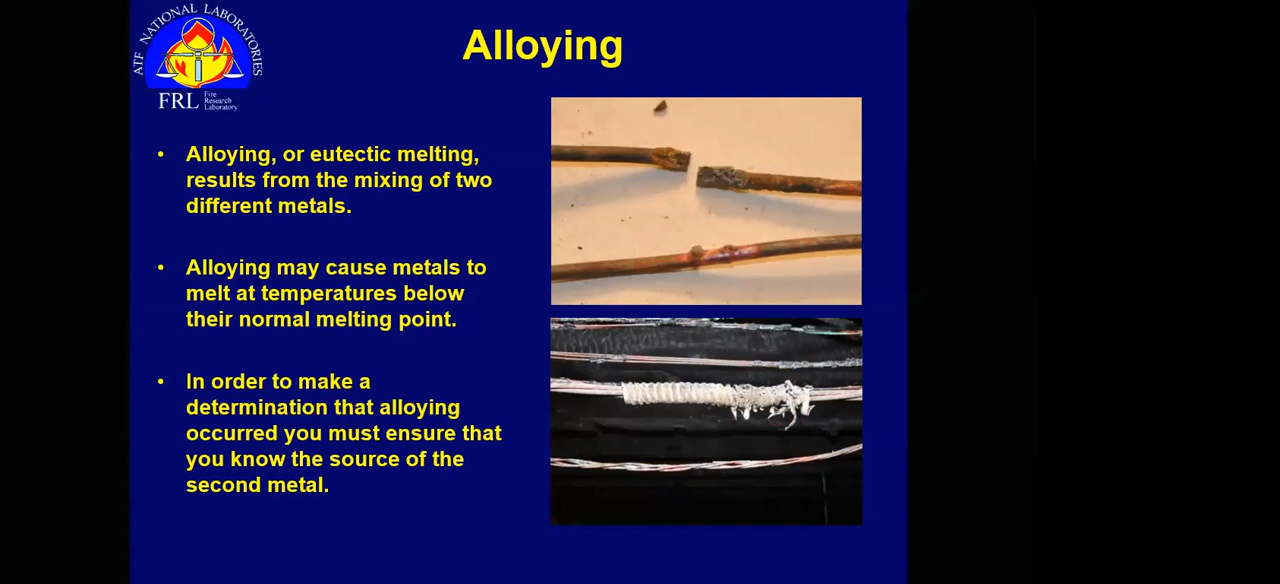 ATF NATIONAL LABORATORIES
FRL
Fire
Research
Laboratory
Alloying
• Alloying, or eutectic melting,
results from the mixing of two
different metals.
• Alloying may cause metals to
melt at temperatures below
their normal melting point.
• In order to make a
determination that alloying
occurred you must ensure that
you know the source of the
second metal.